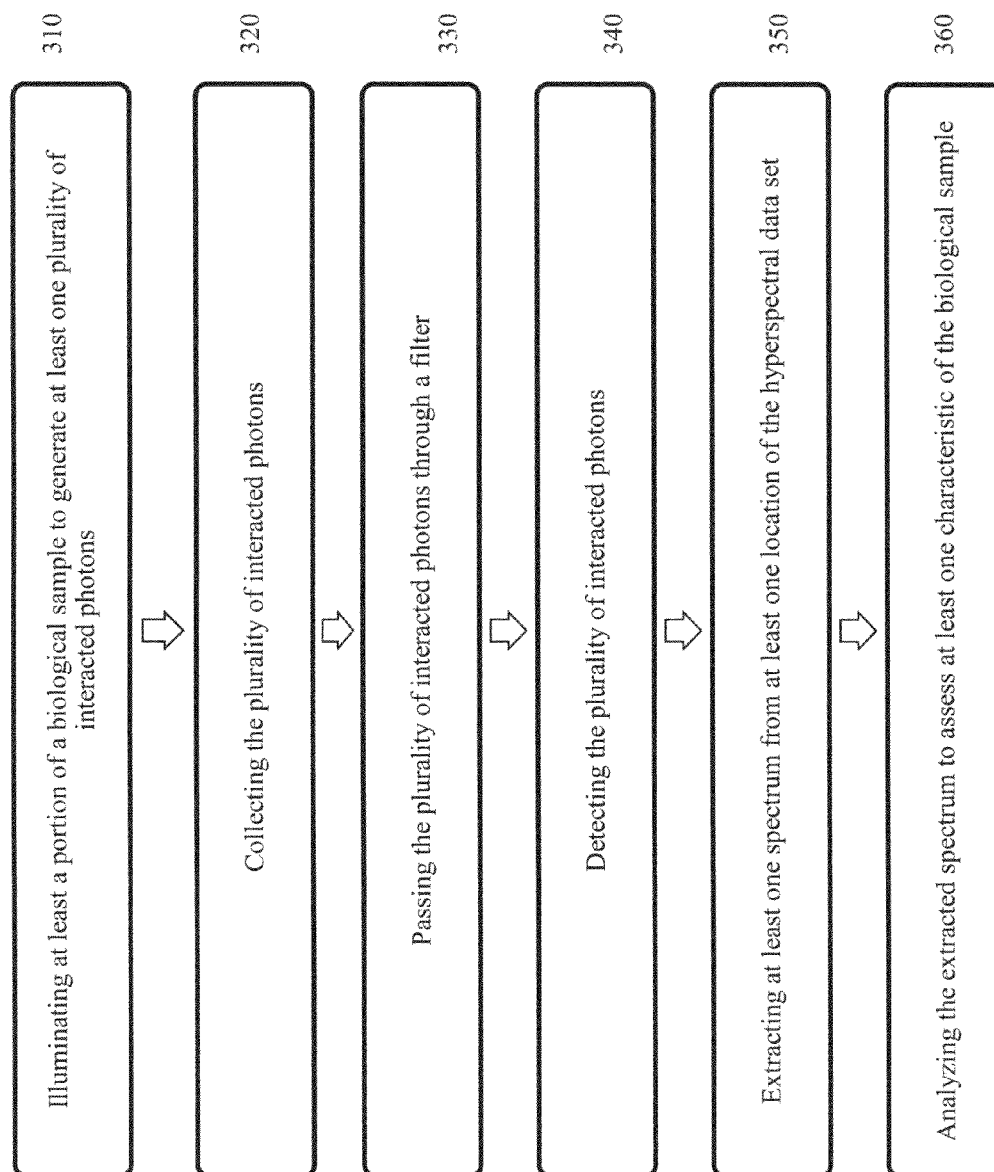 Illuminating at least a portion of a biological sample to generate at least one plurality of
interacted photons
310
Collecting the plurality of interacted photons
320
Passing the plurality of interacted photons through a filter
330
Detecting the plurality of interacted photons
340
Extracting at least one spectrum from at least one location of the hyperspectral data set
350
Analyzing the extracted spectrum to assess at least one characteristic of the biological sample
360